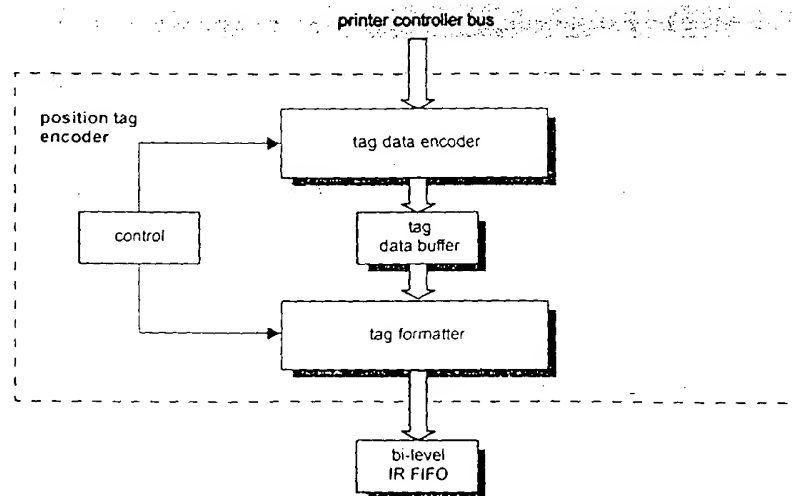 printer controller bus
position tag
encoder
tag data encoder
control
tag
data buffer
tag formatter
bi-level
IR FIFO